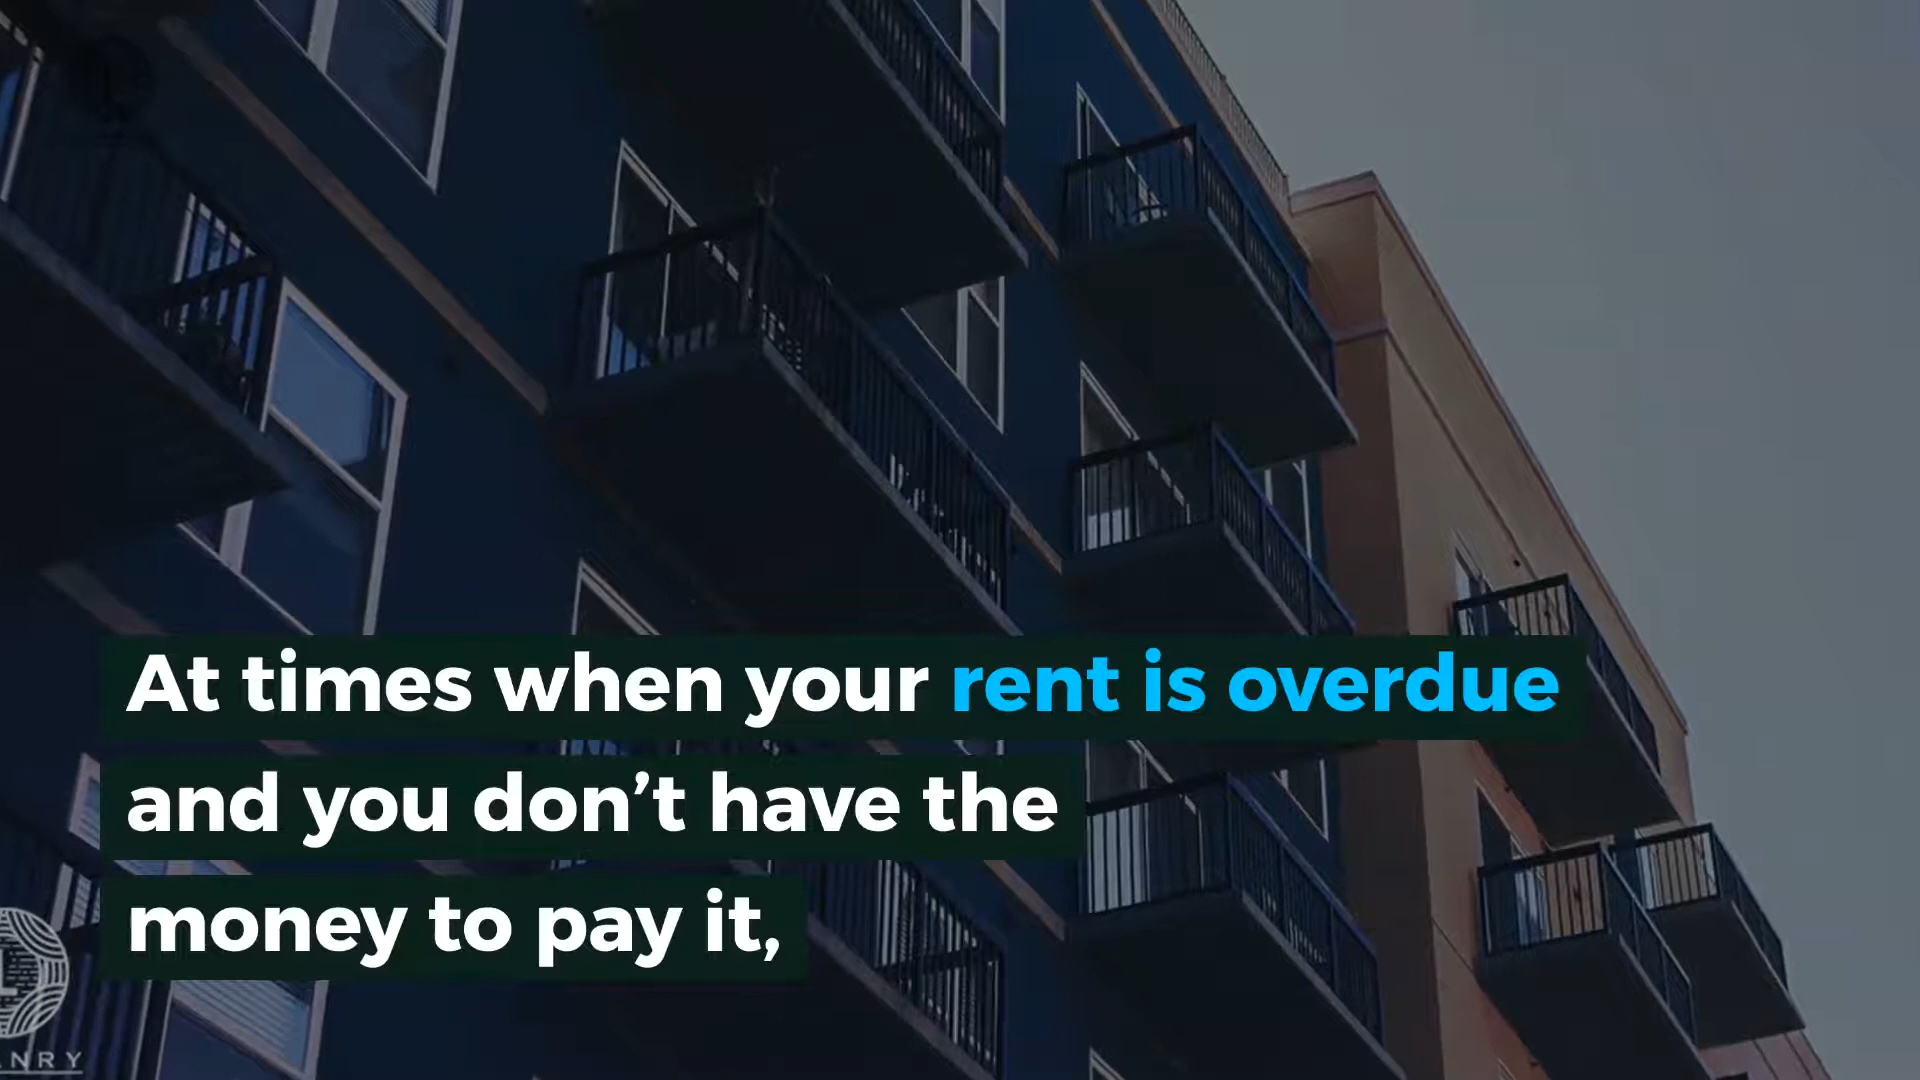 At times when your rent is overdue
and you don’t have the
money to pay it,